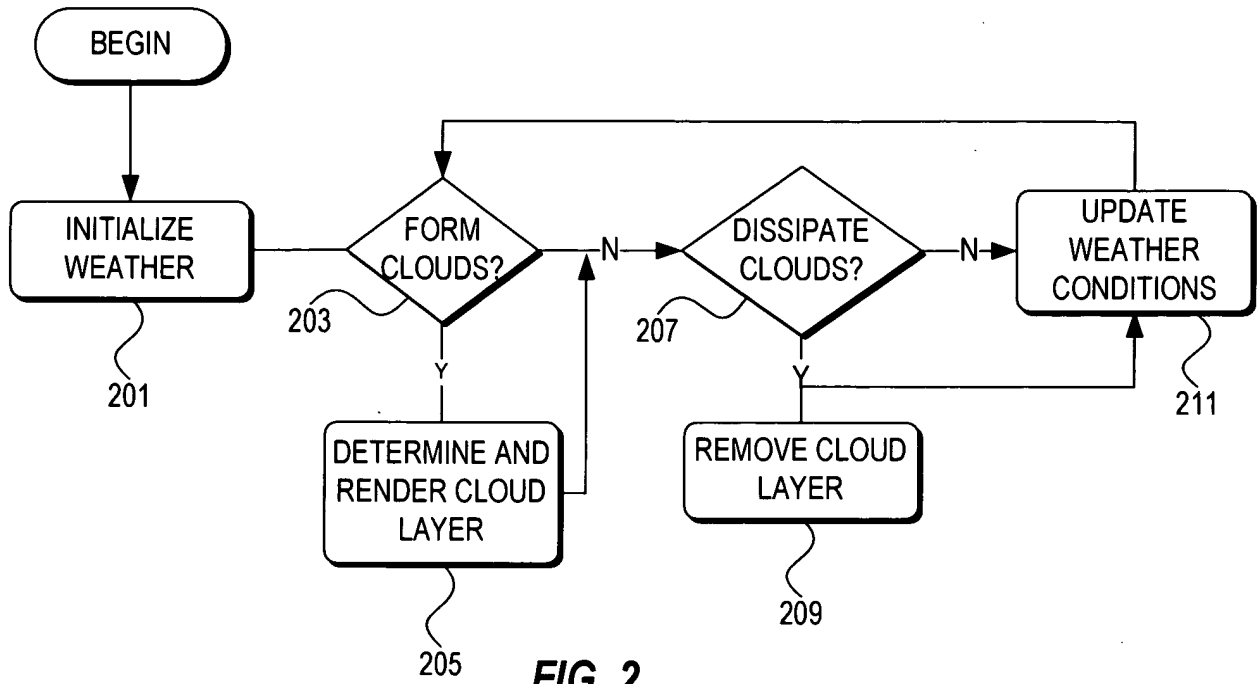 BEGIN
INITIALIZE
WEATHER
201
FORM
CLOUDS?
203
N
Y
DETERMINE AND
RENDER CLOUD
LAYER
205
DISSIPATE
CLOUDS?
207
N
Y
REMOVE CLOUD
LAYER
209
UPDATE
WEATHER
CONDITIONS
211
FIG. 2